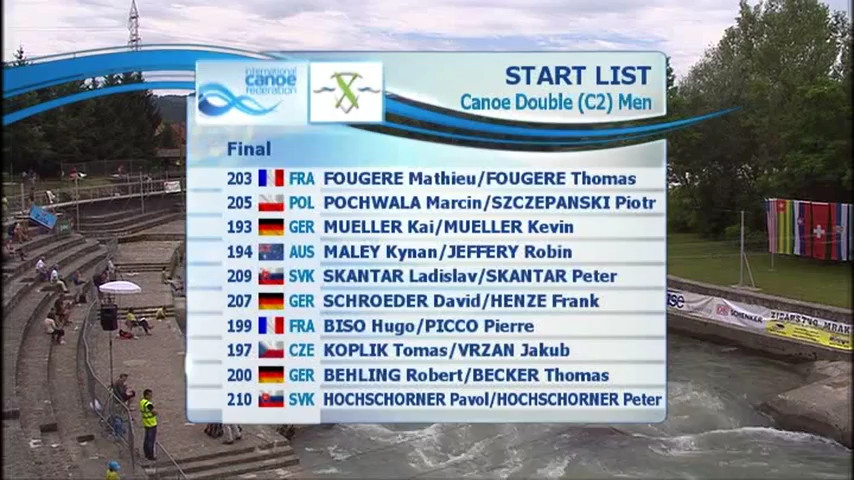 international
canoe
federation
START LIST
Canoe Double (C2) Men
Final
203 FRA FOUGERE Mathieu/FOUGERE Thomas
205 POL POCHWALA Marcin/SZCZEPANSKI Piotr
193 GER MUELLER Kai/MUELLER Kevin
194 AUS MALEY Kynan/JEFFERY Robin
209 SVK SKANTAR Ladislav/SKANTAR Peter
207 GER SCHROEDER David/HENZE Frank
199 FRA BISO Hugo/PICCO Pierre
197 CZE KOPLIK Tomas/VRZAN Jakub
200 GER BEHLING Robert/BECKER Thomas
210 SVK HOCHSCHORNER Pavol/HOCHSCHORNER Peter
DB SCHENKER